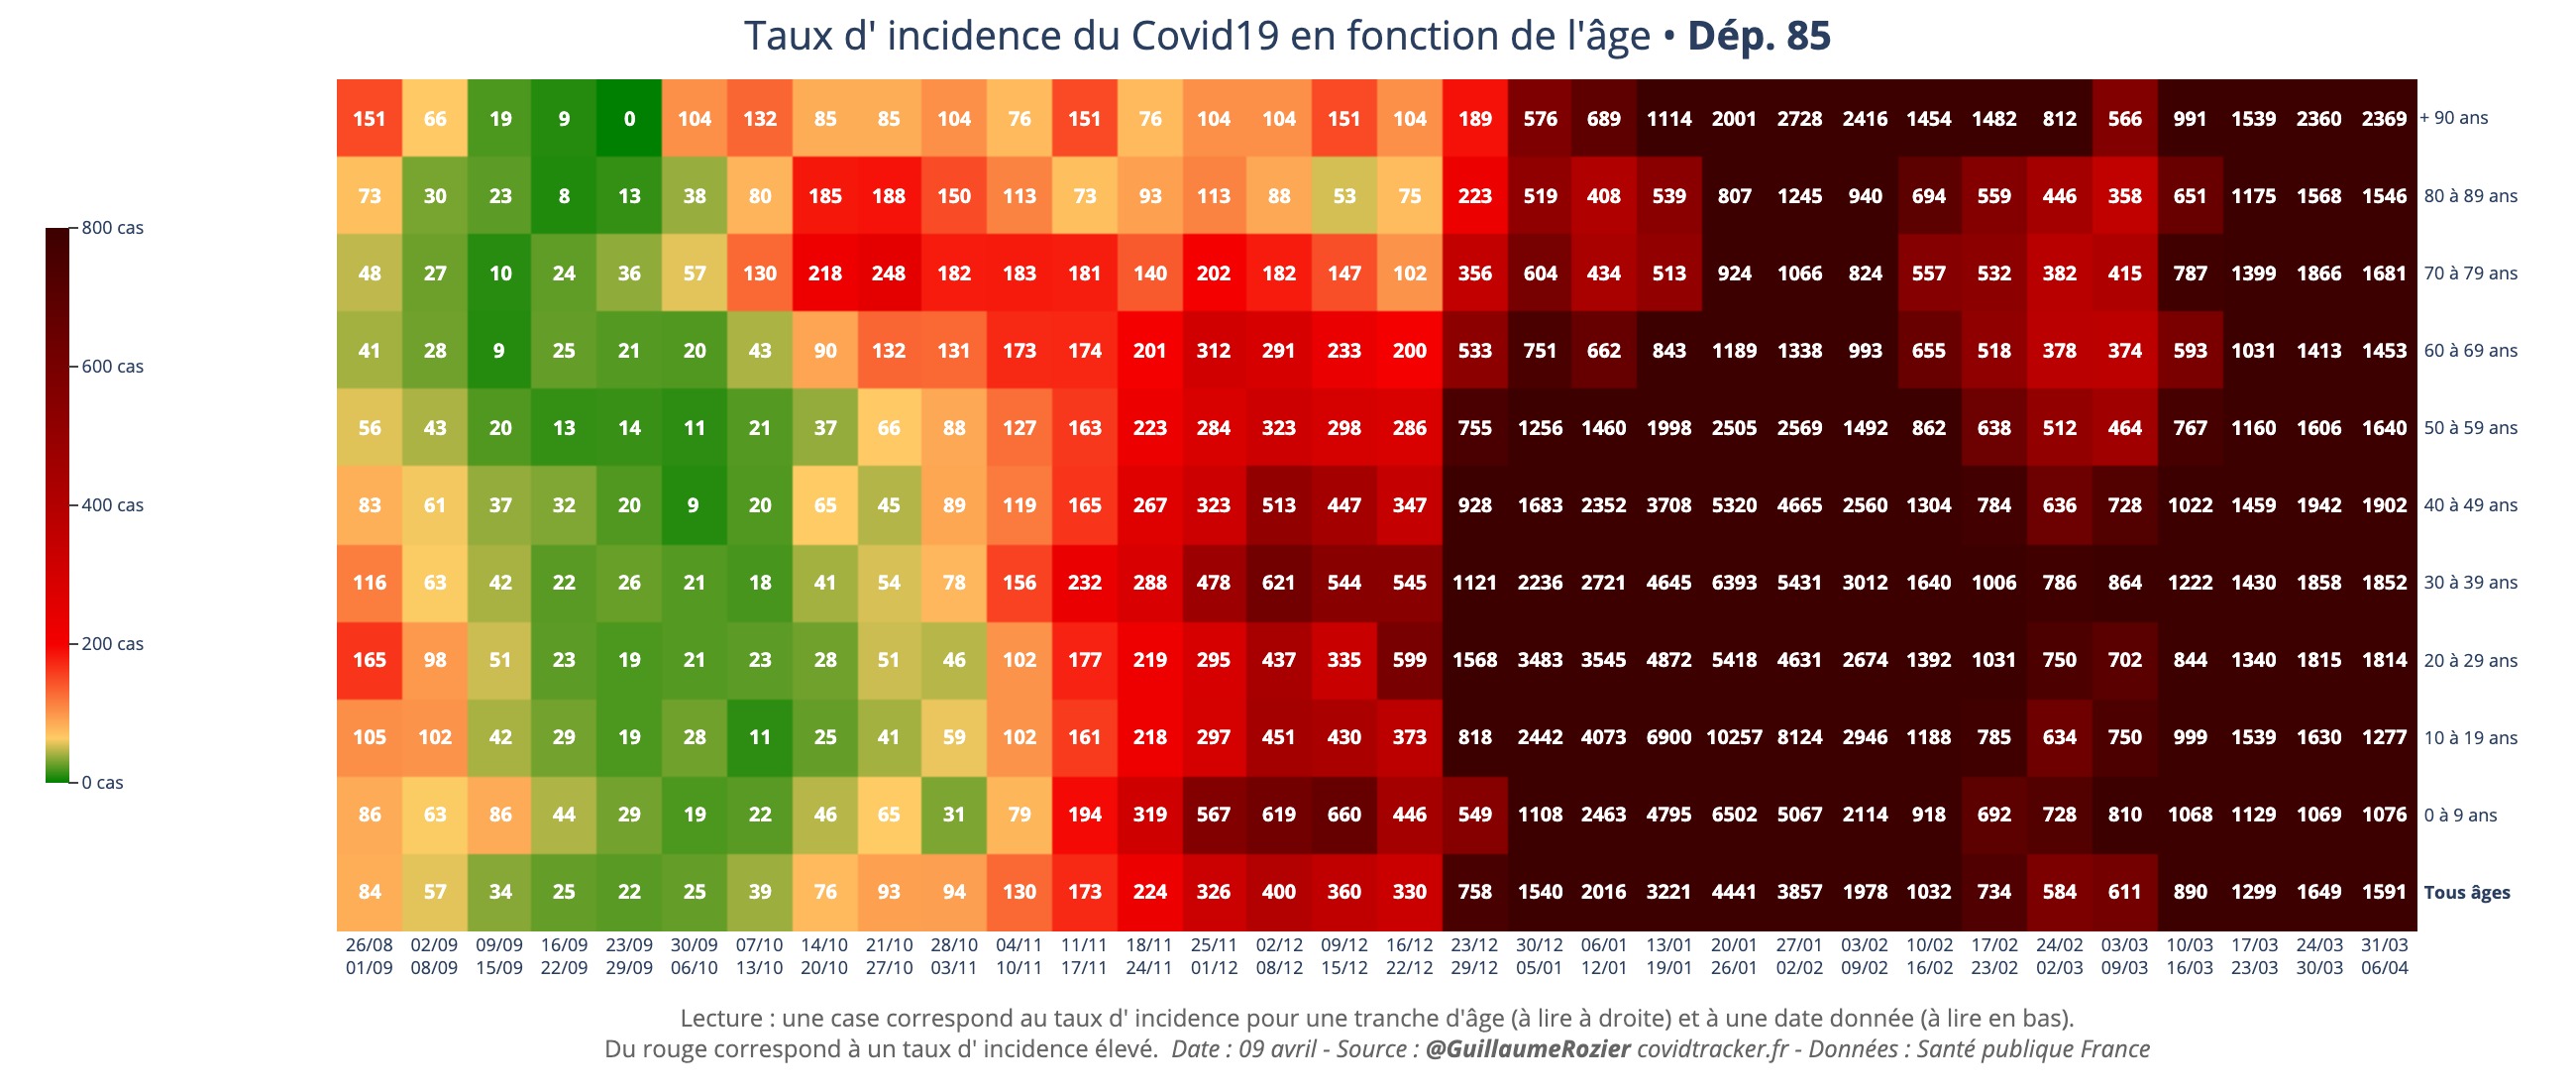 Taux d' incidence du Covid19 en fonction de l'âge • Dép. 85
151 66 19 9 0 104 132 85 85 104 76 151 76 104 104 151 104 189 576 689 1114 2001 2728 2416 1454 1482 812 566 991 1539 2360 2369 + 90 ans
73 30 23 8 13 38 80 185 188 150 113 73 93 113 88 53 75 223 519 408 539 807 1245 940 694 559 446 358 651 1175 1568 1546 80 à 89 ans
800 cas
48 27 10 24 36 57 130 218 248 182 183 181 140 202 182 147 102 356 604 434 513 924 1066 824 557 532 382 415 787 1399 1866 1681 70 à 79 ans
41 28 9 25 21 20 43 90 132 131 173 174 201 312 291 233 200 533 751 662 843 1189 1338 993 655 518 378 374 593 1031 1413 1453 60 à 69 ans
600 cas
56 43 20 13 14 11 21 37 66 88 127 163 223 284 323 298 286 755 1256 1460 1998 2505 2569 1492 862 638 512 464 767 1160 1606 1640 50 à 59 ans
400 cas
83 61 37 32 20 9 20 65 45 89 119 165 267 323 513 447 347 928 1683 2352 3708 5320 4665 2560 1304 784 636 728 1022 1459 1942 1902 40 à 49 ans
116 63 42 22 26 21 18 41 54 78 156 232 288 478 621 544 545 1121 2236 2721 4645 6393 5431 3012 1640 1006 786 864 1222 1430 1858 1852 30 à 39 ans
200 cas
165 98 51 23 19 21 23 28 51 46 102 177 219 295 437 335 599 1568 3483 3545 4872 5418 4631 2674 1392 1031 750 702 844 1340 1815 1814 20 à 29 ans
105 102 42 29 19 28 11 25 41 59 102 161 218 297 451 430 373 818 2442 4073 6900 10257 8124 2946 1188 785 634 750 999 1539 1630 1277 10 à 19 ans
0 cas
86 63 86 44 29 19 22 46 65 31 79 194 319 567 619 660 446 549 1108 2463 4795 6502 5067 2114 918 692 728 810 1068 1129 1069 1076 0 à 9 ans
84 57 34 25 22 25 39 76 93 94 130 173 224 326 400 360 330 758 1540 2016 3221 4441 3857 1978 1032 734 584 611 890 1299 1649 1591 Tous âges
26/08 02/09 09/09 16/09 23/09 30/09 07/10 14/10 21/10 28/10 04/11 11/11 18/11 25/11 02/12 09/12 16/12 23/12 30/12 06/01 13/01 20/01 27/01 03/02 10/02 17/02 24/02 03/03 10/03 17/03 24/03 31/03
01/09 08/09 15/09 22/09 29/09 06/10 13/10 20/10 27/10 03/11 10/11 17/11 24/11 01/12 08/12 15/12 22/12 29/12 05/01 12/01 19/01 26/01 02/02 09/02 16/02 23/02 02/03 09/03 16/03 23/03 30/03 06/04
Lecture : une case correspond au taux d' incidence pour une tranche d'âge (à lire à droite) et à une date donnée (à lire en bas).
Du rouge correspond à un taux d' incidence élevé. Date : 09 avril - Source : @GuillaumeRozier covidtracker.fr - Données : Santé publique France